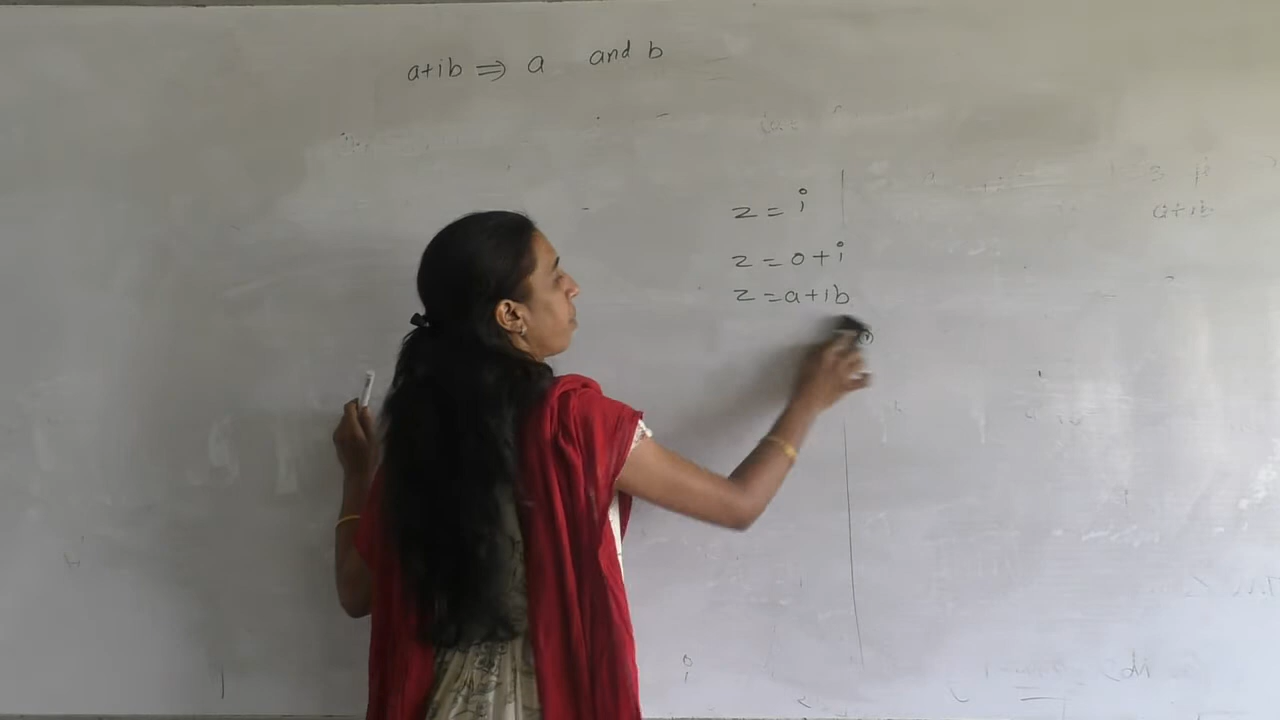 a+ib ⇒ a and b
z = i
z = 0+i
z = a+ib
a+ib
i